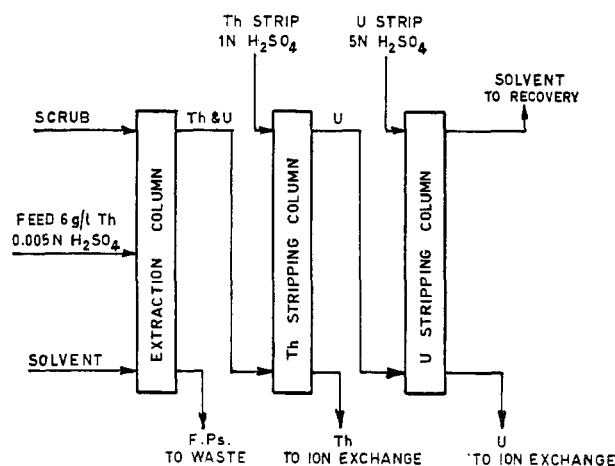 Th STRIP
1N H₂SO₄
U STRIP
5N H₂SO₄
SOLVENT
TO RECOVERY
SCRUB
Th & U
U
FEED 6 g/l Th
0.005N H₂SO₄
SOLVENT
EXTRACTION COLUMN
Th STRIPPING COLUMN
U STRIPPING COLUMN
F.Ps.
TO WASTE
Th
TO ION EXCHANGE
U
TO ION EXCHANGE